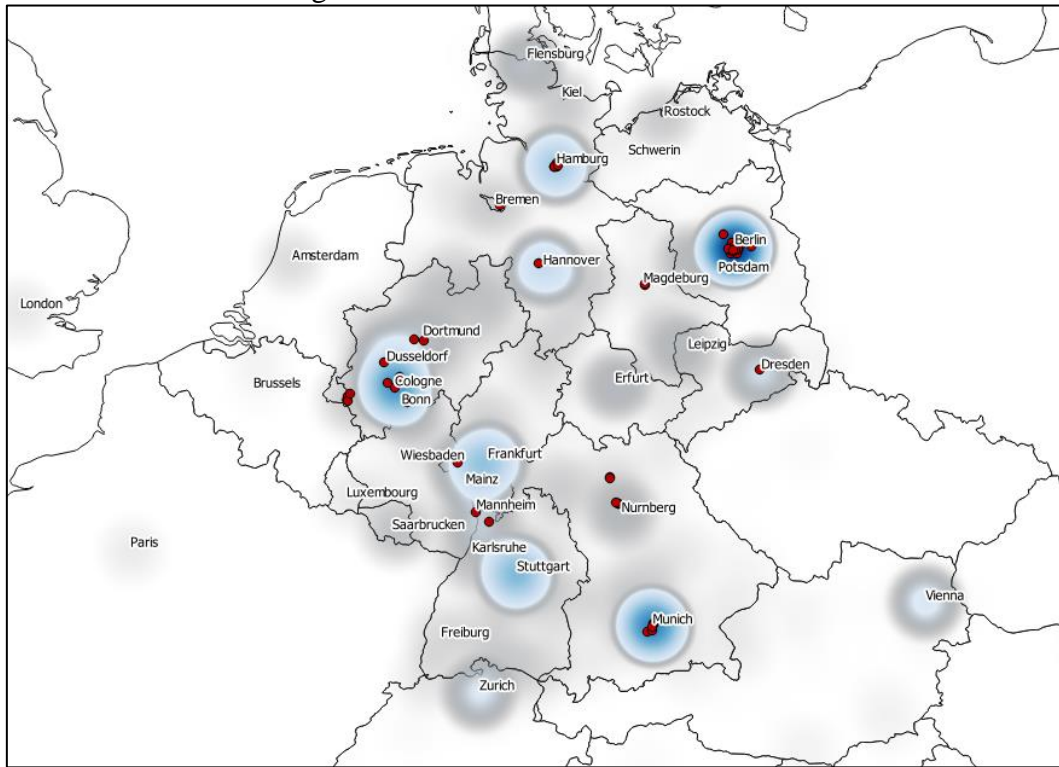 Flensburg
Kiel
Rostock
Schwerin
Hamburg
Bremen
Berlin
Amsterdam
Hannover
Potsdam
Magdeburg
London
Dortmund
Leipzig
Dusseldorf
Dresden
Brussels
Cologne
Erfurt
Bonn
Wiesbaden
Frankfurt
Mainz
Luxembourg
Mannheim
Nurnberg
Saarbrucken
Paris
Karlsruhe
Stuttgart
Vienna
Munich
Freiburg
Zurich